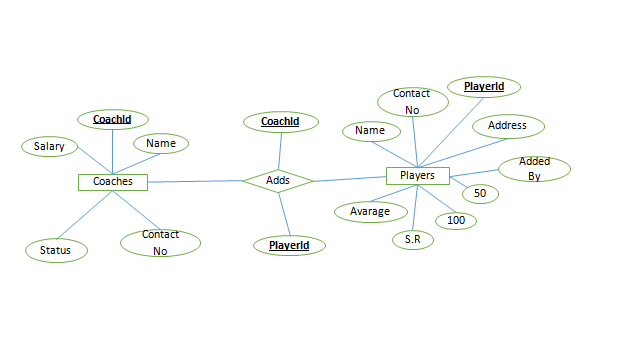 PlayerId
Contact
No
CoachId
CoachId
Address
Name
Name
Salary
Added
By
Coaches
Adds
Players
50
Avarage
100
Contact
No
S.R
Status
PlayerId